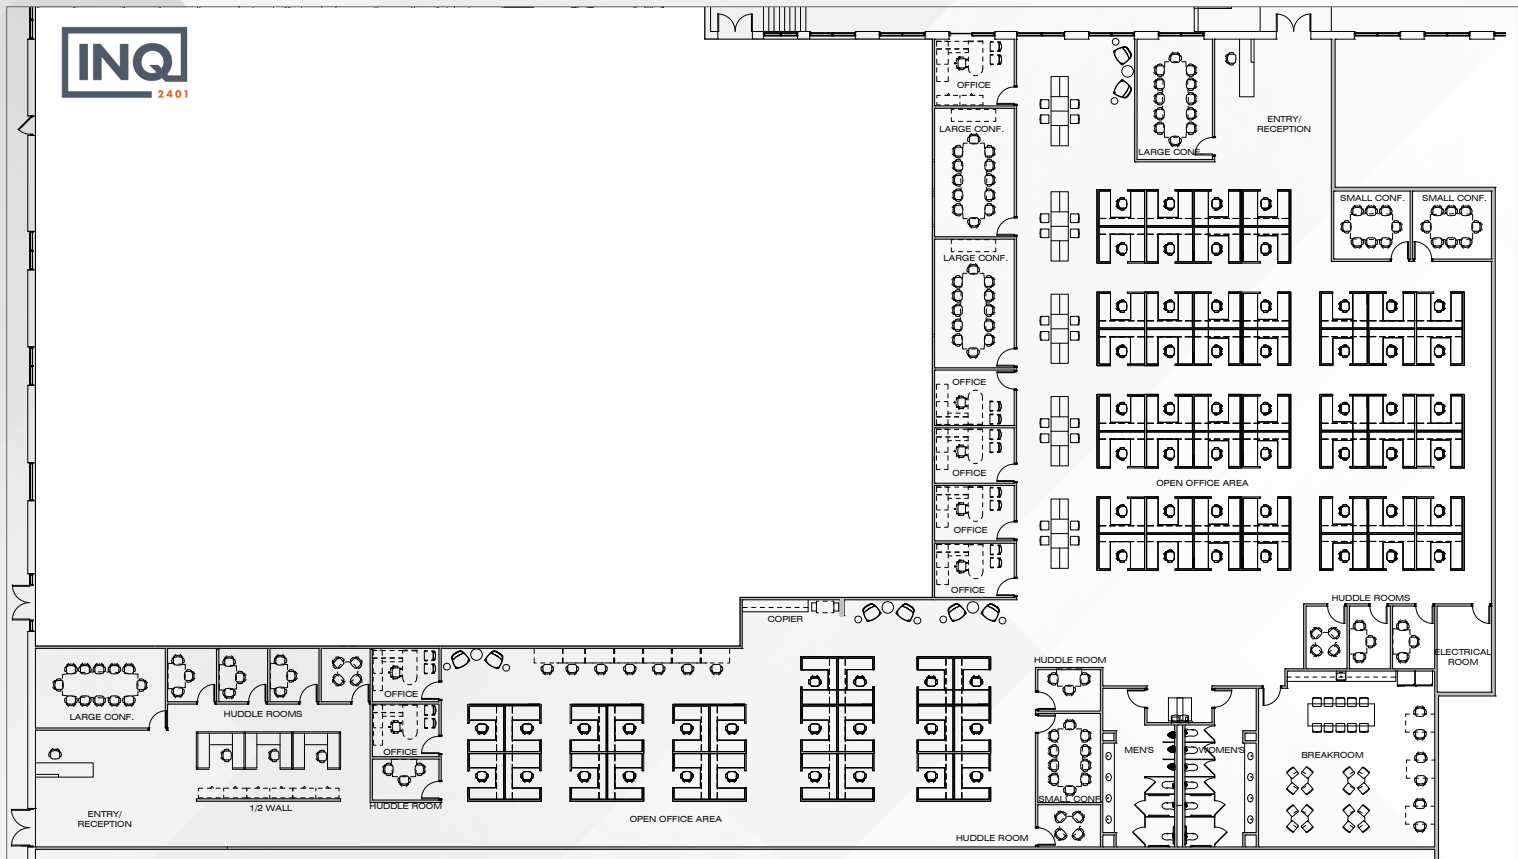 INQ
2401
OFFICE
LARGE CONF.
LARGE CONF.
ENTRY/
RECEPTION
LARGE CONF.
SMALL CONF.
SMALL CONF.
OFFICE
OFFICE
OPEN OFFICE AREA
OFFICE
OFFICE
HUDDLE ROOMS
COPIER
ELECTRICAL
ROOM
HUDDLE ROOM
OFFICE
LARGE CONF.
HUDDLE ROOMS
OFFICE
MEN'S
WOMEN'S
BREAKROOM
1/2 WALL
HUDDLE ROOM
SMALL CONF.
ENTRY/
RECEPTION
OPEN OFFICE AREA
HUDDLE ROOM